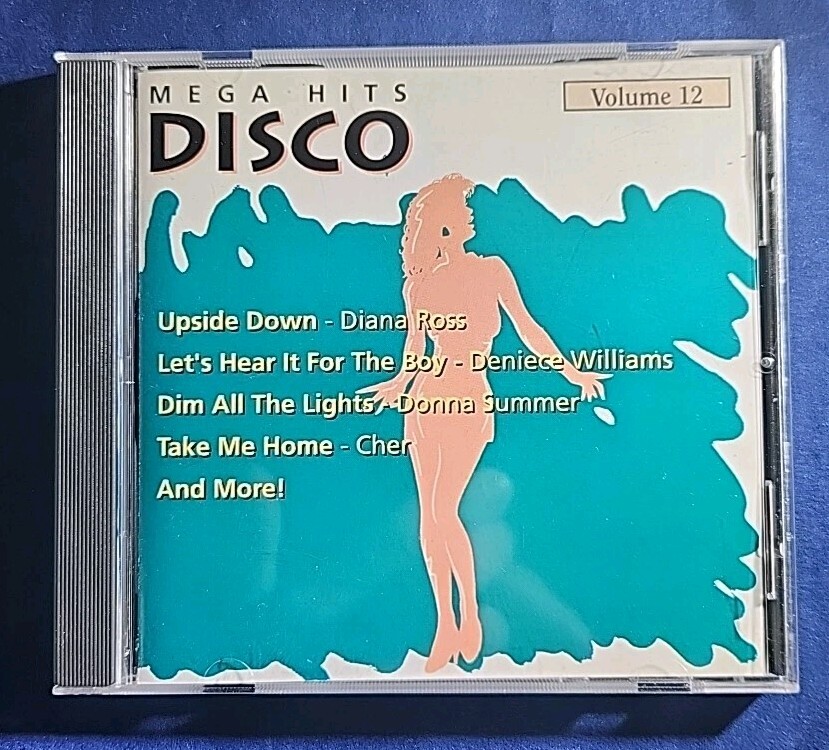 MEGA HITS
DISCO
Volume 12
Upside Down - Diana Ross
Let's Hear It For The Boy - Deniece Williams
Dim All The Lights - Donna Summer
Take Me Home - Cher
And More!